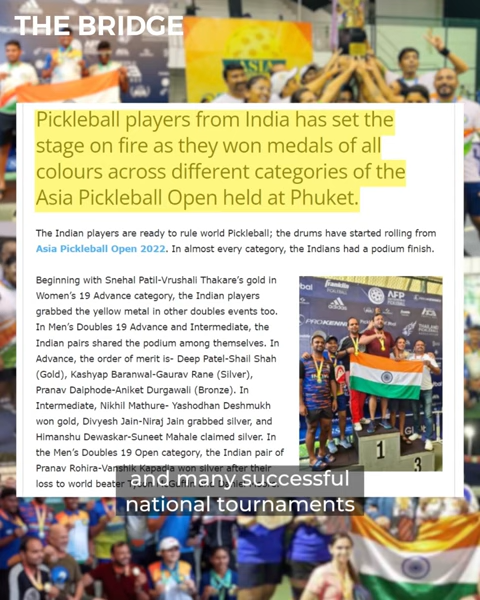 THE BRIDGE
Pickleball players from India has set the
stage on fire as they won medals of all
colours across different categories of the
Asia Pickleball Open held at Phuket.
The Indian players are ready to rule world Pickleball; the drums have started rolling from
Asia Pickleball Open 2022. In almost every category, the Indians had a podium finish.
Beginning with Snehal Patil-Vrushali Thakare's gold in
Women's 19 Advance category, the Indian players
grabbed the yellow metal in other doubles events too.
In Men's Doubles 19 Advance and Intermediate, the
Indian pairs shared the podium among themselves. In
Advance, the order of merit is- Deep Patel-Shail Shah
(Gold), Kashyap Baranwal-Gaurav Rane (Silver),
Pranav Dalphode-Aniket Durgawali (Bronze). In
Intermediate, Nikhil Mathure- Yashodhan Deshmukh
won gold, Divyesh Jain-Niraj Jain grabbed silver, and
Himanshu Dewaskar-Suneet Mahale claimed silver. In
the Men's Doubles 19 Open category, the Indian pair of
Pranav Rohira-Vanshik Kapadia won silver after their
loss to world beater
AFP
adidas
1
3
and many successful
national tournaments